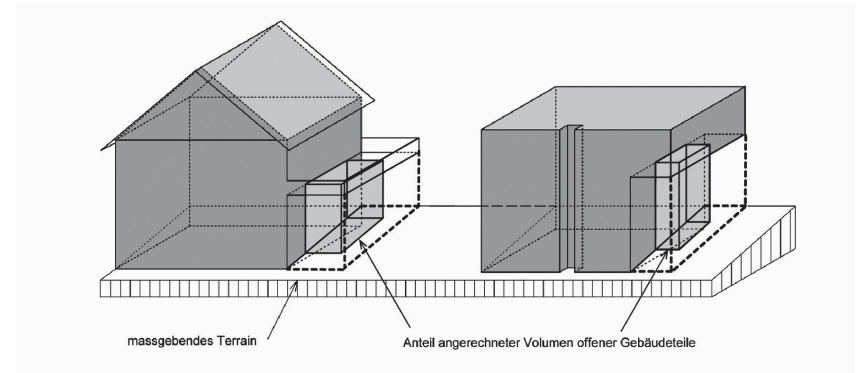 massgebendes Terrain
Anteil angerechneter Volumen offener Gebäudeteile